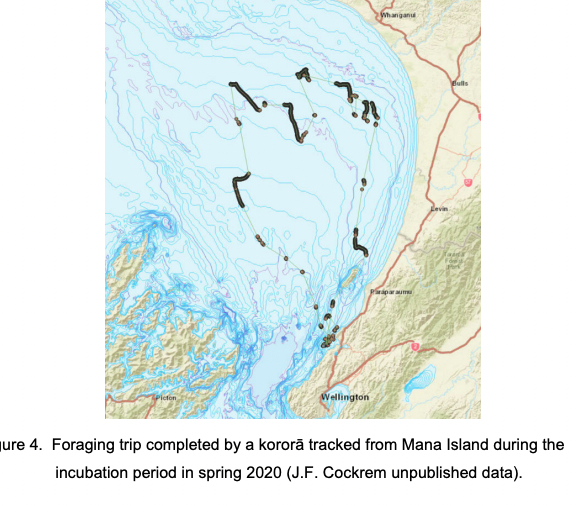 Whanganui
Bulls
Levin
Paraparaumu
Picton
Wellington
gure 4. Foraging trip completed by a kororā tracked from Mana Island during the
incubation period in spring 2020 (J.F. Cockrem unpublished data).